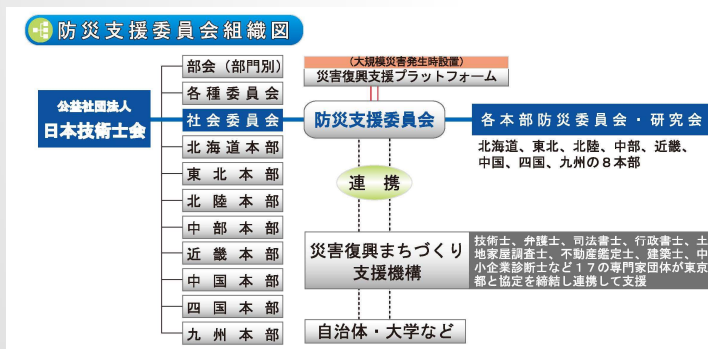 防災支援委員会組織図
公益社団法人
日本技術士会
部会（部門別）
各種委員会
社会委員会
北海道本部
東北本部
北陸本部
中部本部
近畿本部
中国本部
四国本部
九州本部
（大規模災害発生時設置）
災害復興支援プラットフォーム
防災支援委員会
連携
災害復興まちづくり
支援機構
自治体・大学など
各本部防災委員会・研究会
北海道、東北、北陸、中部、近畿、
中国、四国、九州の８本部
技術士、弁護士、司法書士、行政書士、土
地家屋調査士、不動産鑑定士、建築士、中
小企業診断士など１７の専門家団体が東京
都と協定を締結し連携して支援